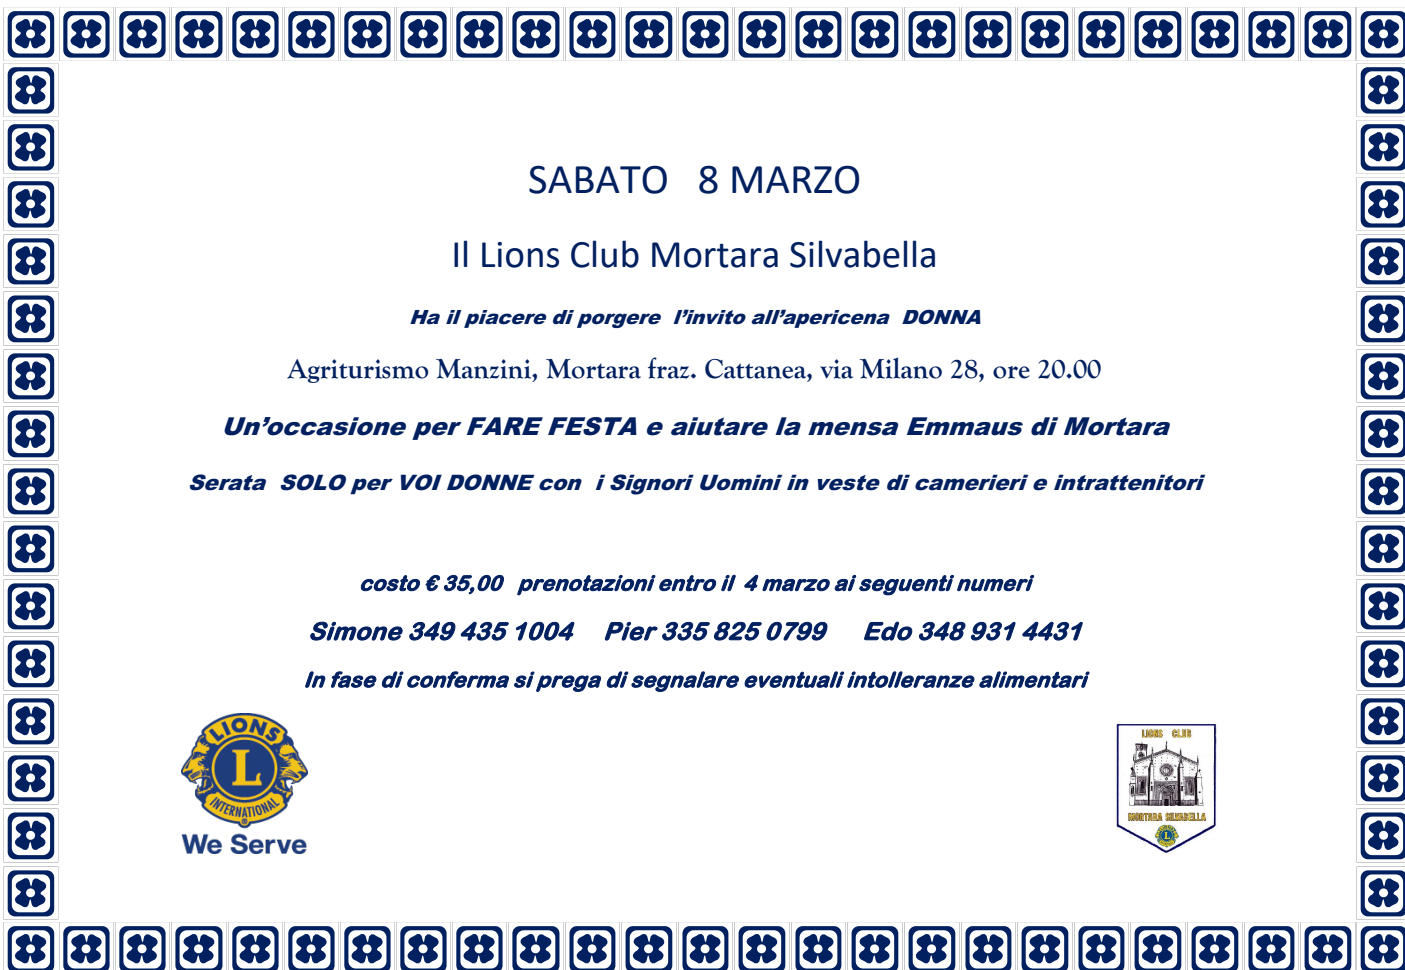 SABATO   8 MARZO
Il Lions Club Mortara Silvabella
Ha il piacere di porgere  l'invito all'apericena  DONNA
Agriturismo Manzini, Mortara fraz. Cattanea, via Milano 28, ore 20.00
Un'occasione per FARE FESTA e aiutare la mensa Emmaus di Mortara
Serata  SOLO per VOI DONNE con  i Signori Uomini in veste di camerieri e intrattenitori
costo € 35,00   prenotazioni entro il  4 marzo ai seguenti numeri
Simone 349 435 1004    Pier 335 825 0799     Edo 348 931 4431
In fase di conferma si prega di segnalare eventuali intolleranze alimentari
LIONS
L
INTERNATIONAL
®
We Serve
LIONS CLUB
MORTARA SILVABELLA
L